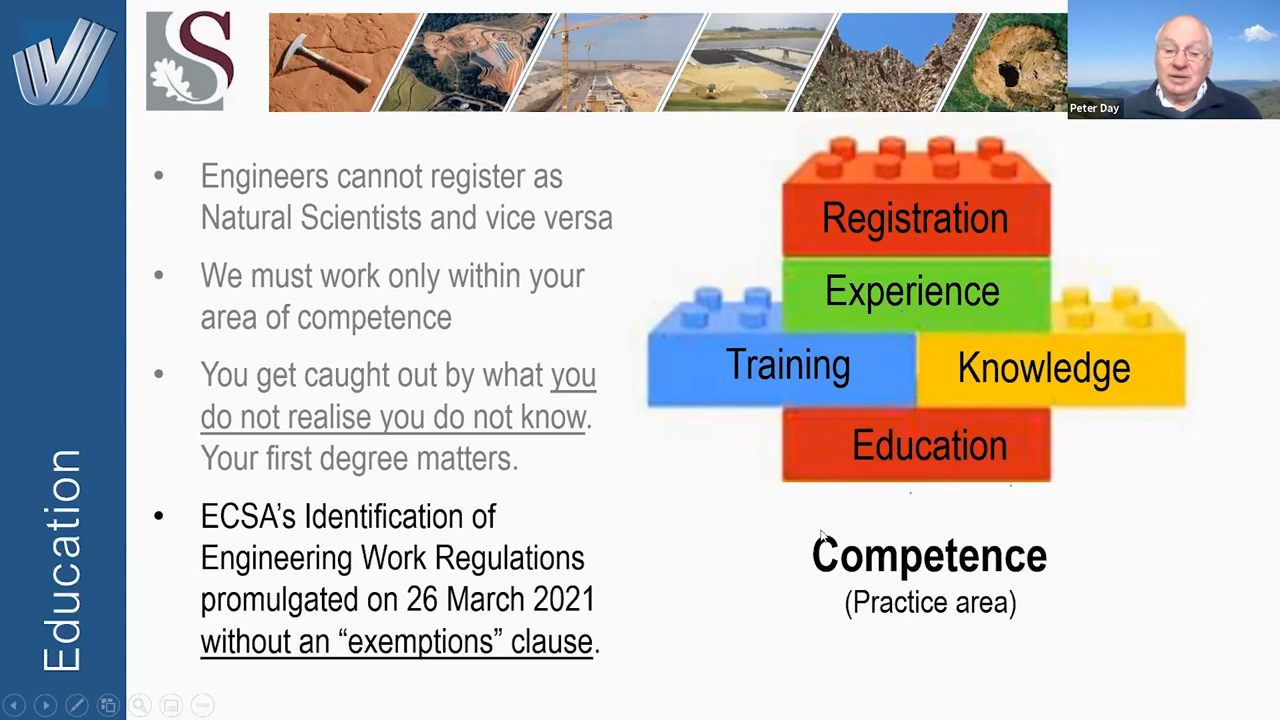 Peter Day
• Engineers cannot register as
Natural Scientists and vice versa
• We must work only within your
area of competence
• You get caught out by what you
do not realise you do not know.
Your first degree matters.
• ECSA’s Identification of
Engineering Work Regulations
promulgated on 26 March 2021
without an “exemptions” clause.
Registration
Experience
Training
Knowledge
Education
Competence
(Practice area)
Education